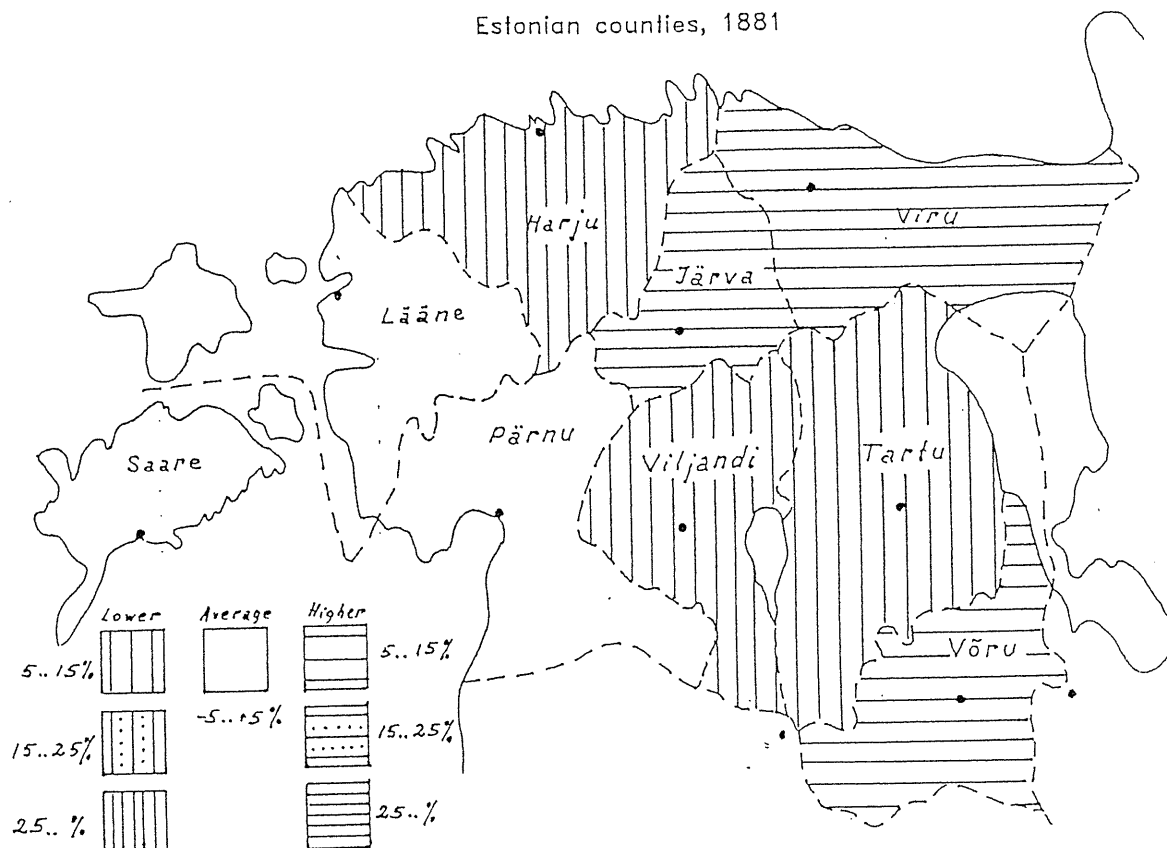 Estonian counties, 1881
Harju
Viru
Järva
Lääne
Pärnu
Saare
Viljandi
Tartu
Võru
Lower Average Higher
5..15% 5..15%
-5..+5%
15..25% 15..25%
25.. % 25.. %